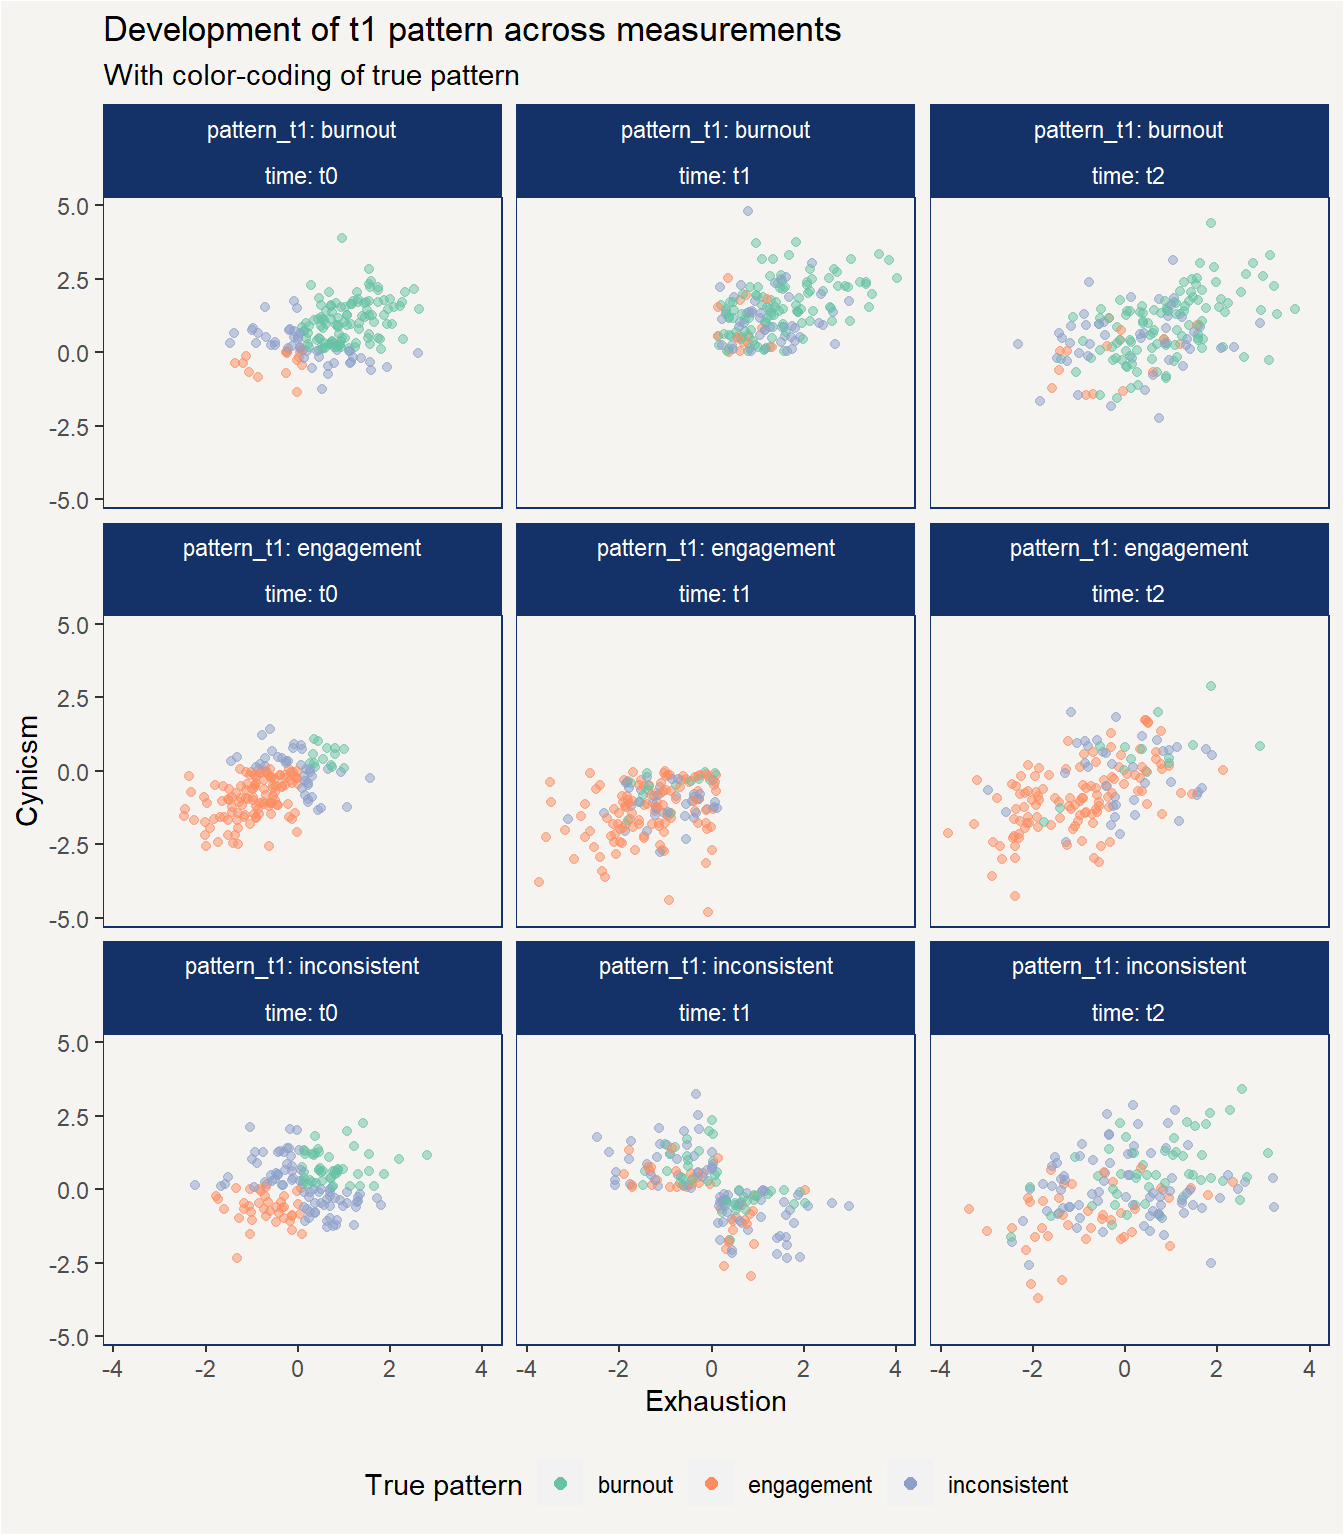 Development of t1 pattern across measurements
With color-coding of true pattern
pattern_t1: burnout
time: t0
pattern_t1: burnout
time: t1
pattern_t1: burnout
time: t2
5.0
2.5
0.0
-2.5
-5.0
pattern_t1: engagement
time: t0
pattern_t1: engagement
time: t1
pattern_t1: engagement
time: t2
5.0
2.5
0.0
-2.5
-5.0
Cynicsm
pattern_t1: inconsistent
time: t0
pattern_t1: inconsistent
time: t1
pattern_t1: inconsistent
time: t2
5.0
2.5
0.0
-2.5
-5.0
-4 -2 0 2 4
-4 -2 0 2 4
-4 -2 0 2 4
Exhaustion
True pattern burnout engagement inconsistent